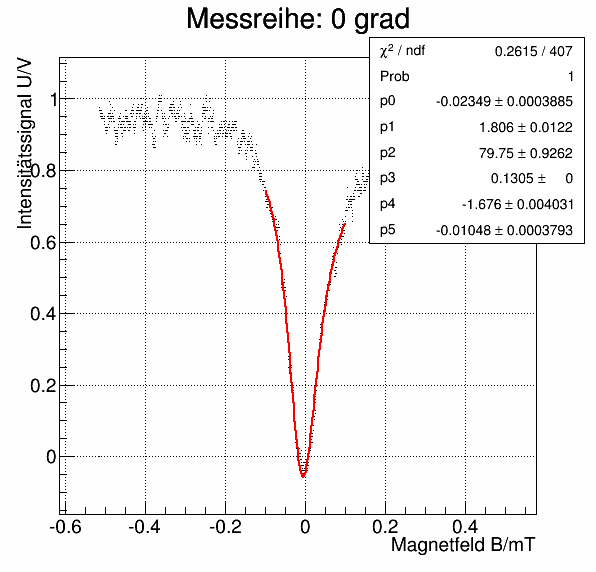 Messreihe: 0 grad
χ² / ndf 0.2615 / 407
Prob 1
p0 -0.02349 ± 0.0003885
p1 1.806 ± 0.0122
p2 79.75 ± 0.9262
p3 0.1305 ± 0
p4 -1.676 ± 0.004031
p5 -0.01048 ± 0.0003793
Intensitätssignal U/V
1
0.8
0.6
0.4
0.2
0
-0.6 -0.4 -0.2 0 0.2 0.4
Magnetfeld B/mT